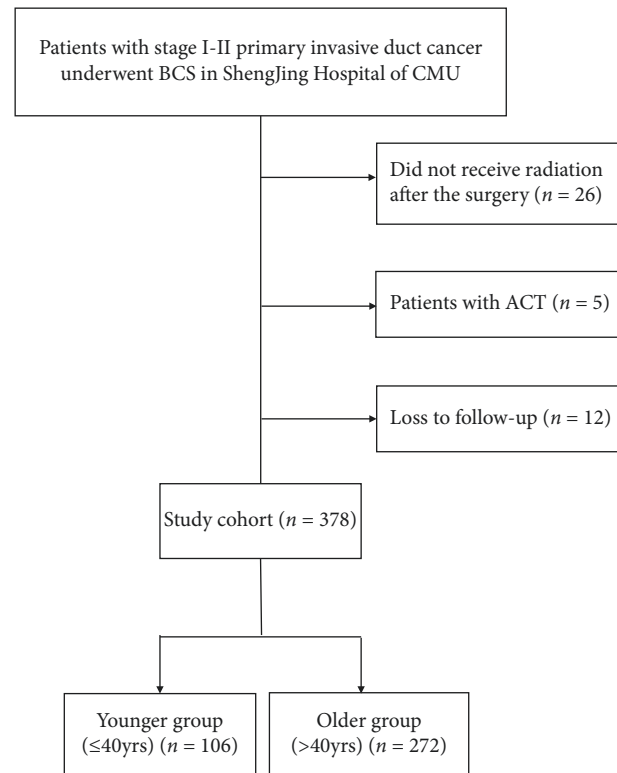 Patients with stage I-II primary invasive duct cancer
underwent BCS in ShengJing Hospital of CMU
Did not receive radiation
after the surgery (n = 26)
Patients with ACT (n = 5)
Loss to follow-up (n = 12)
Study cohort (n = 378)
Younger group
(≤40yrs) (n = 106)
Older group
(>40yrs) (n = 272)